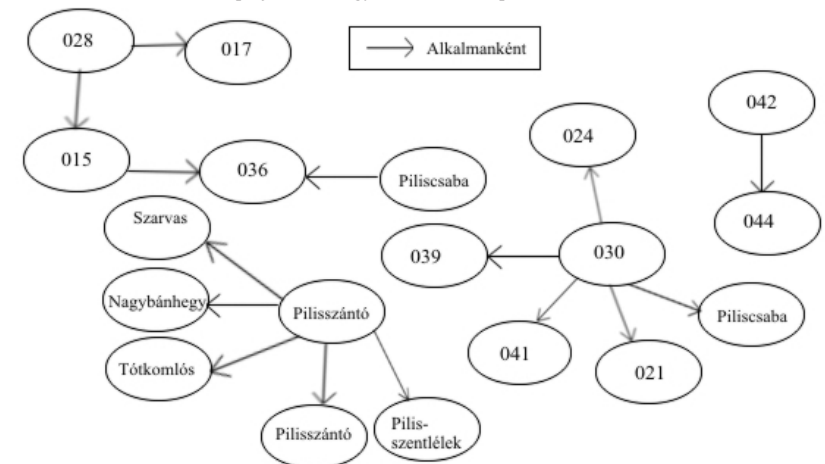 028
017
Alkalmanként
042
024
015
036
Piliscsaba
044
Szarvas
039
030
Nagybánhegy
Pilisszántó
Piliscsaba
Tótkomlós
041
021
Pilisszántó
Pilis-
szentlélek